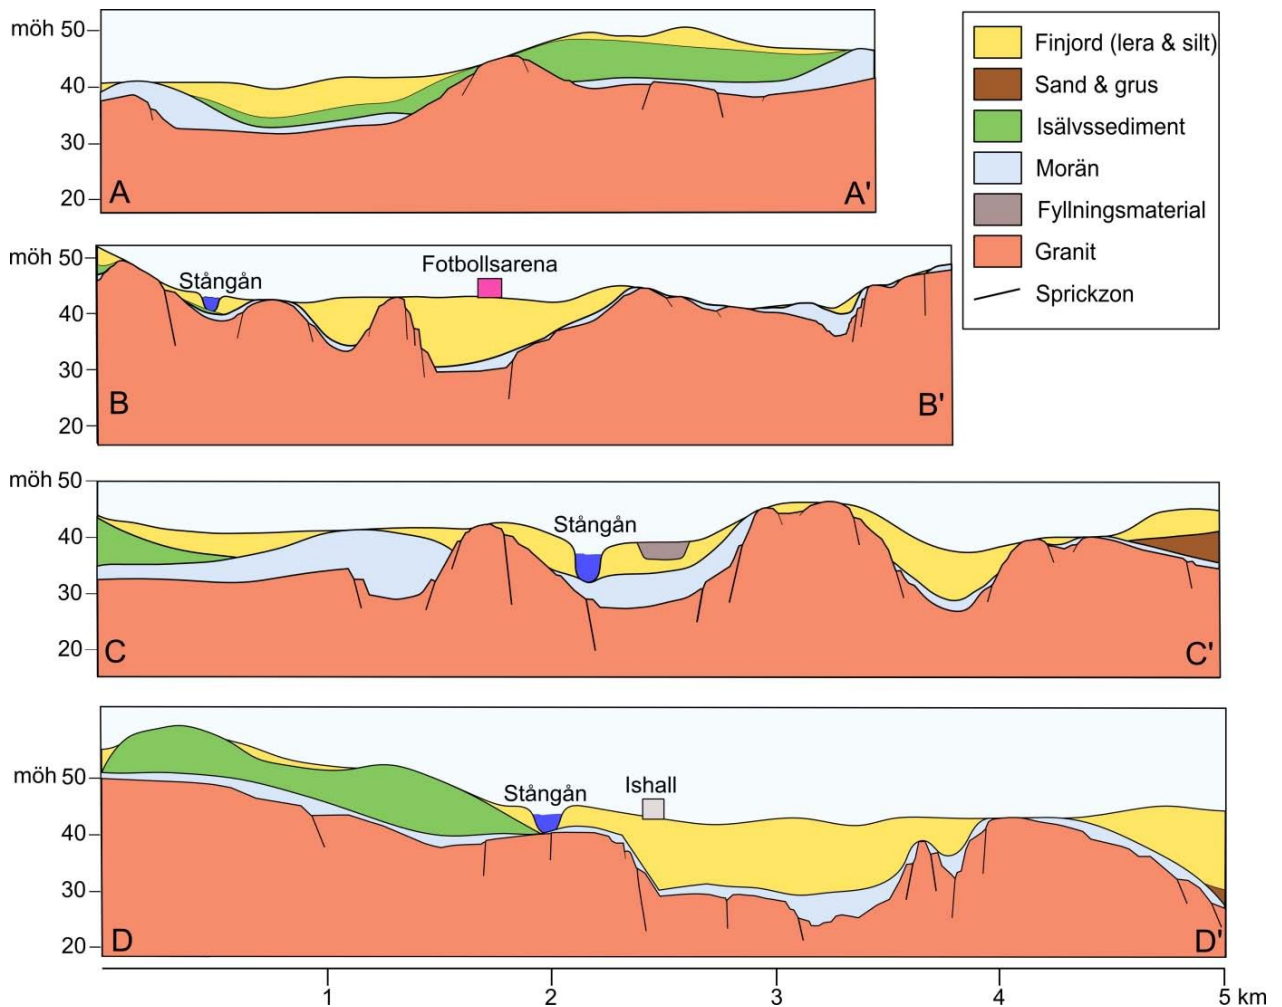 möh 50
40
30
20
A
A'
Finjord (lera & silt)
Sand & grus
Isälvssediment
Morän
Fyllningsmaterial
Granit
Sprickzon
möh 50
40
30
20
Stångån
Fotbollsarena
B
B'
möh 50
40
30
20
Stångån
C
C'
möh 50
40
30
20
Stångån
Ishall
D
D'
1 2 3 4 5 km